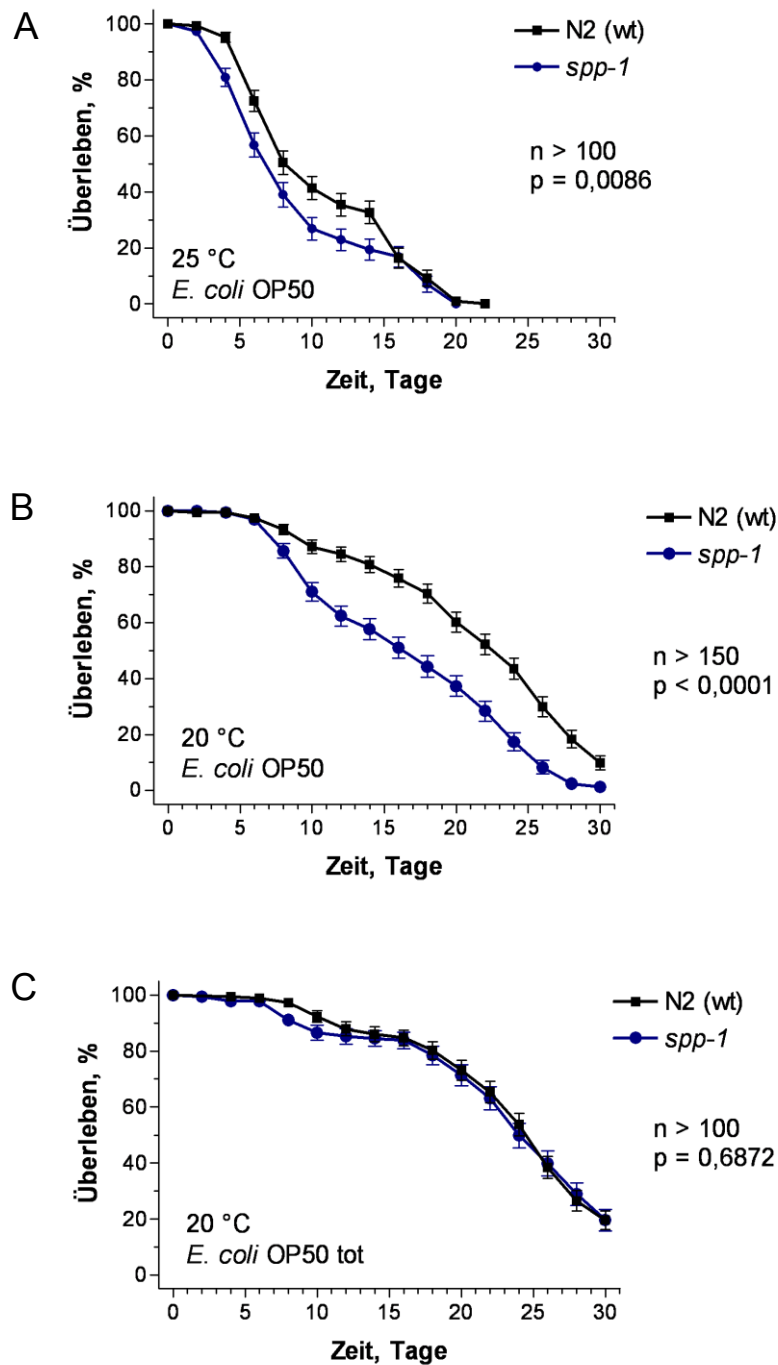 A
N2 (wt)
spp-1
n > 100
p = 0,0086
Überleben, %
100
80
60
40
20
0
25 °C
E. coli OP50
0 5 10 15 20 25 30
Zeit, Tage
B
N2 (wt)
spp-1
n > 150
p < 0,0001
Überleben, %
100
80
60
40
20
0
20 °C
E. coli OP50
0 5 10 15 20 25 30
Zeit, Tage
C
N2 (wt)
spp-1
n > 100
p = 0,6872
Überleben, %
100
80
60
40
20
0
20 °C
E. coli OP50 tot
0 5 10 15 20 25 30
Zeit, Tage